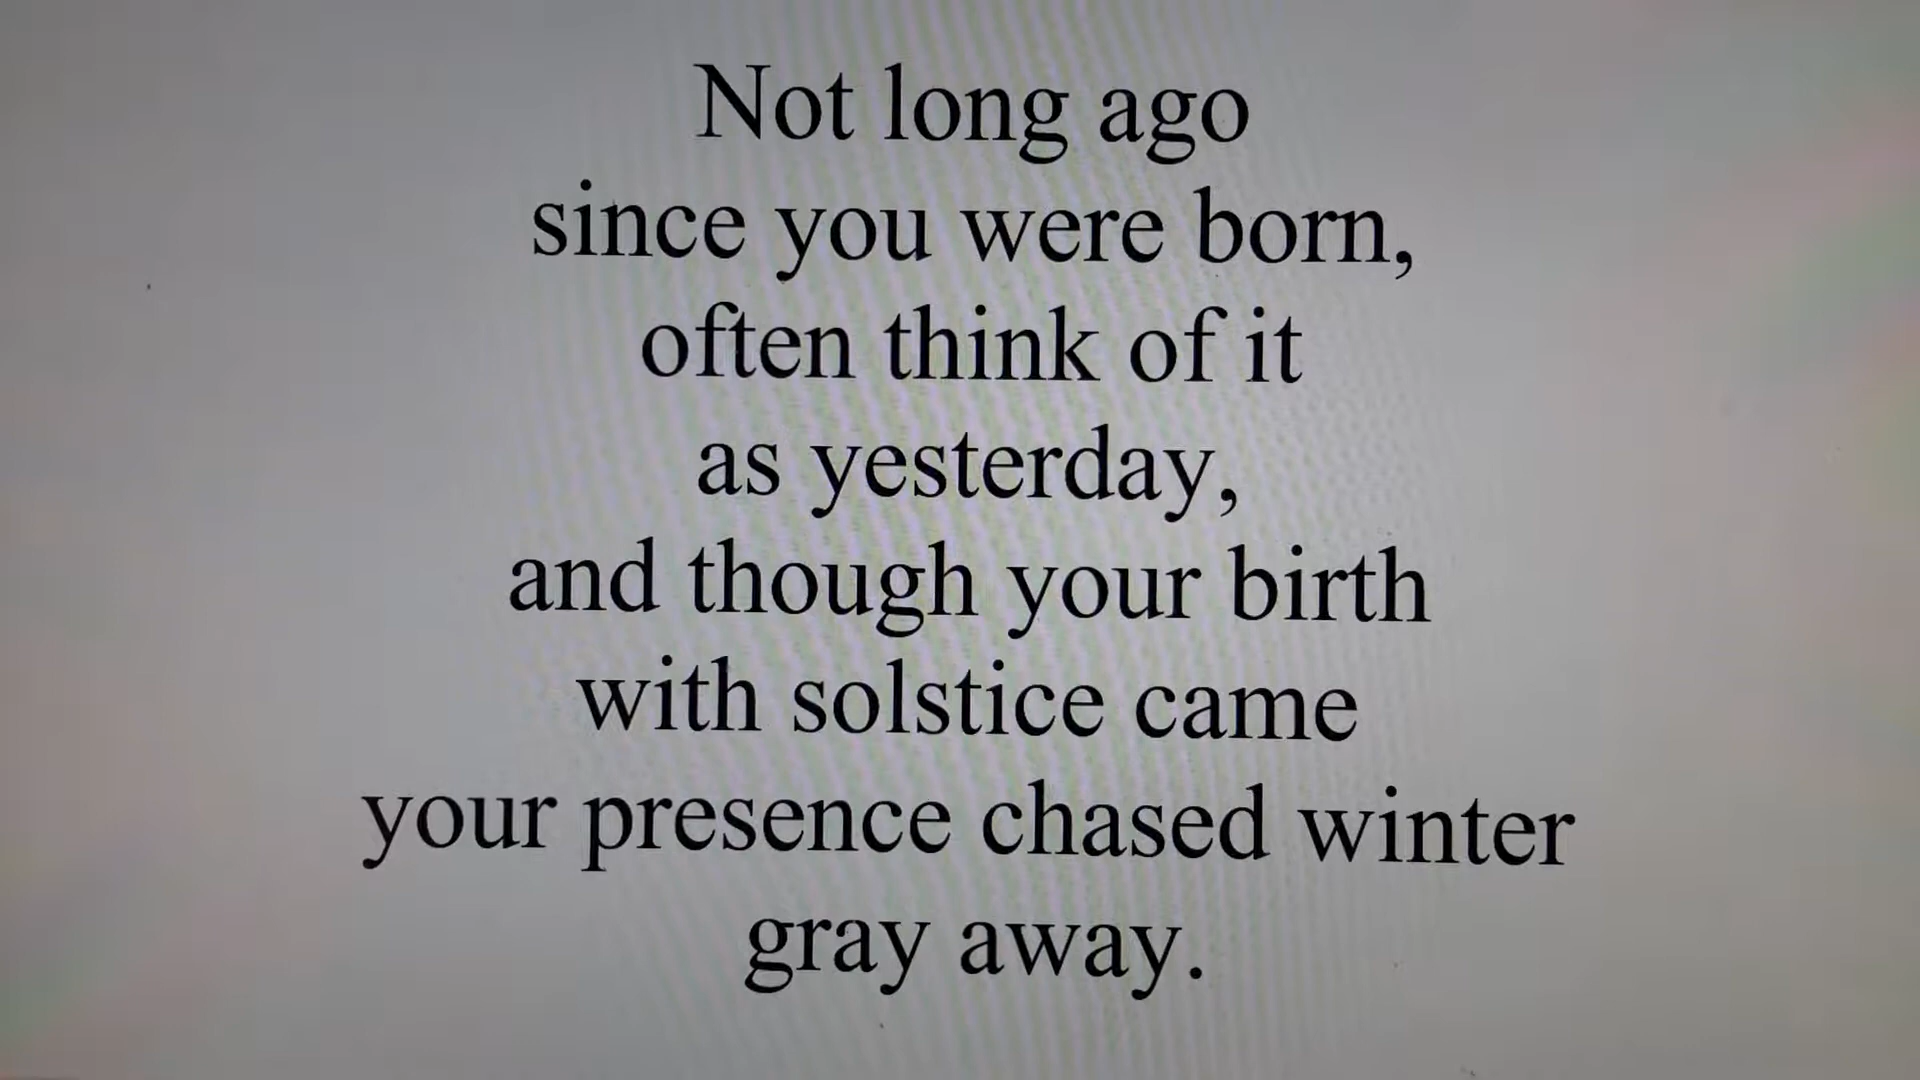 Not long ago
since you were born,
often think of it
as yesterday,
and though your birth
with solstice came
your presence chased winter
gray away.